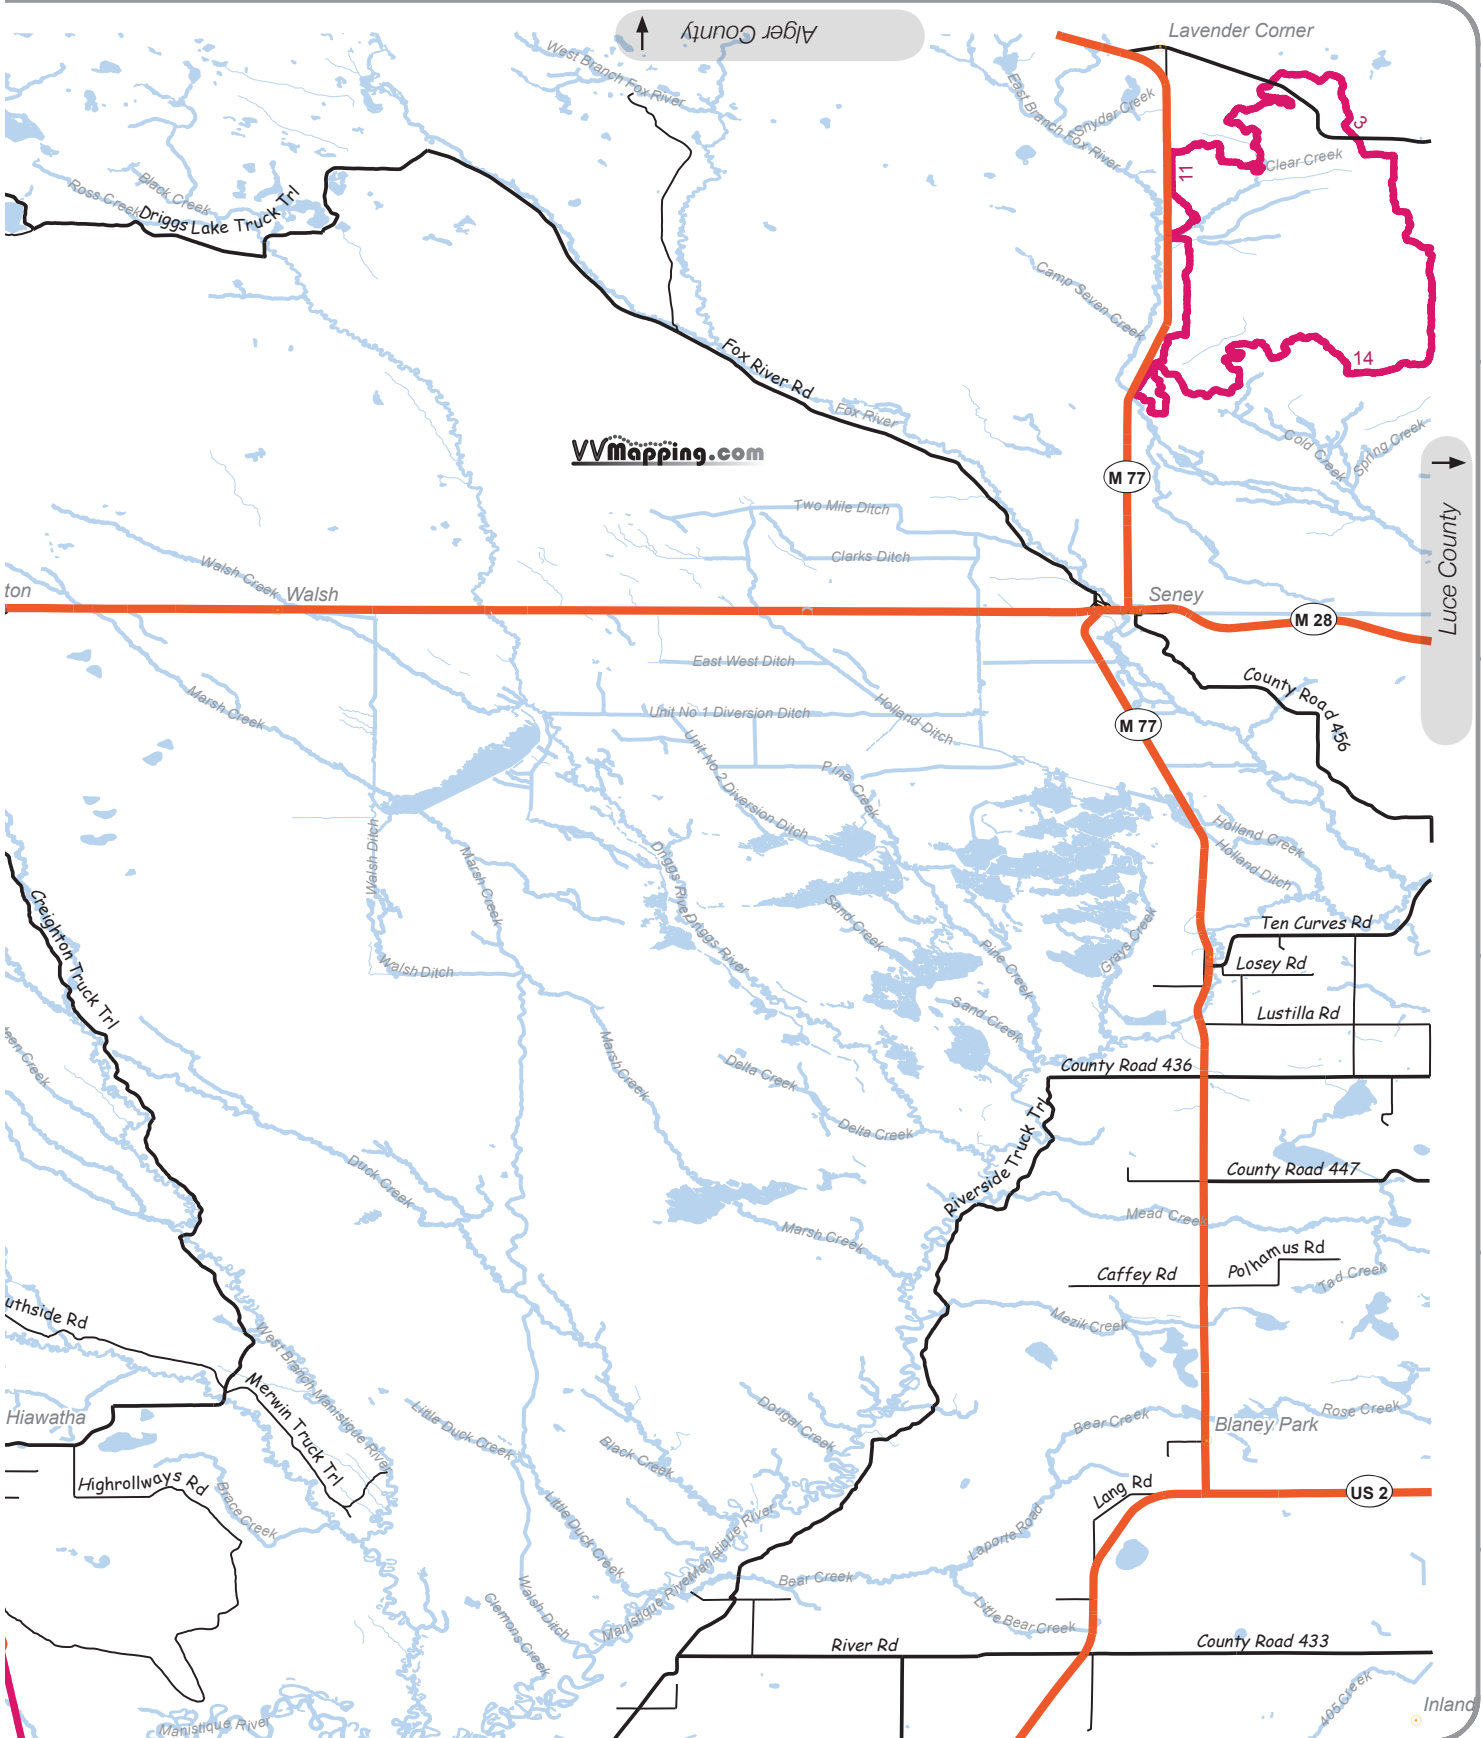 Alger County
Lavender Corner
West Branch Fox River
East Branch Fox River
Snyder Creek
3
Clear Creek
11
Ross Creek
Black Creek
Driggs Lake Truck Trl
Camp Seven Creek
Fox River Rd
14
Fox River
Cold Creek
Spring Creek
VVMapping.com
M 77
Luce County
Two Mile Ditch
Clarks Ditch
Walsh Creek
ton
Walsh
Seney
M 28
East West Ditch
Marsh Creek
Unit No 1 Diversion Ditch
Holland Ditch
County Road 456
M 77
Unit No 2 Diversion Ditch
Pine Creek
Holland Creek
Holland Ditch
Walsh Ditch
Marsh Creek
Driggs River
Driggs River
Sand Creek
Pine Creek
Grays Creek
Creighton Truck Trl
Ten Curves Rd
Losey Rd
Walsh Ditch
Sand Creek
Lustilla Rd
Marsh Creek
Delta Creek
County Road 436
Delta Creek
Riverside Truck Trl
Duck Creek
County Road 447
Marsh Creek
Mead Creek
Polhamus Rd
Caffey Rd
Tad Creek
uthside Rd
Mezik Creek
West Branch Manistique River
Merwin Truck Trl
Hiawatha
Little Duck Creek
Dougal Creek
Black Creek
Bear Creek
Rose Creek
Blaney Park
Highrollways Rd
Brace Creek
Lang Rd
US 2
Little Duck Creek
Manistique River
Laporte Road
Manistique River
Bear Creek
Walsh Ditch
Clemons Creek
Little Bear Creek
River Rd
County Road 433
405 Creek
Inland
Manistique River